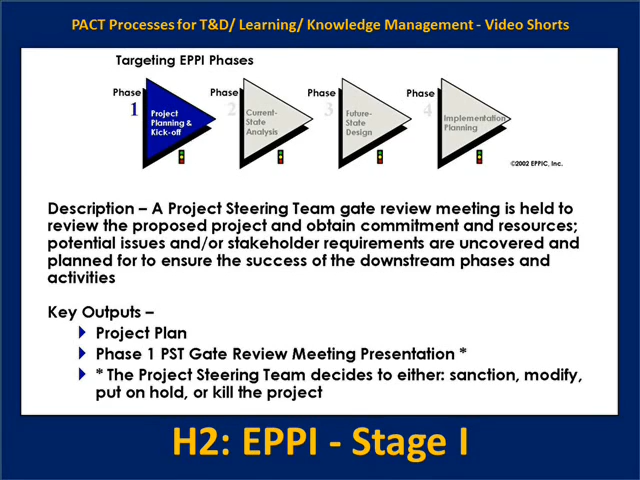 PACT Processes for T&D/ Learning/ Knowledge Management - Video Shorts
Targeting EPPI Phases
Phase 1
Project Planning & Kick-off
Phase 2
Current-State Analysis
Phase 3
Future-State Design
Phase 4
Implementation Planning
©2002 EPPIC, Inc.
Description – A Project Steering Team gate review meeting is held to
review the proposed project and obtain commitment and resources;
potential issues and/or stakeholder requirements are uncovered and
planned for to ensure the success of the downstream phases and
activities
Key Outputs –
Project Plan
Phase 1 PST Gate Review Meeting Presentation *
* The Project Steering Team decides to either: sanction, modify,
put on hold, or kill the project
H2: EPPI - Stage I